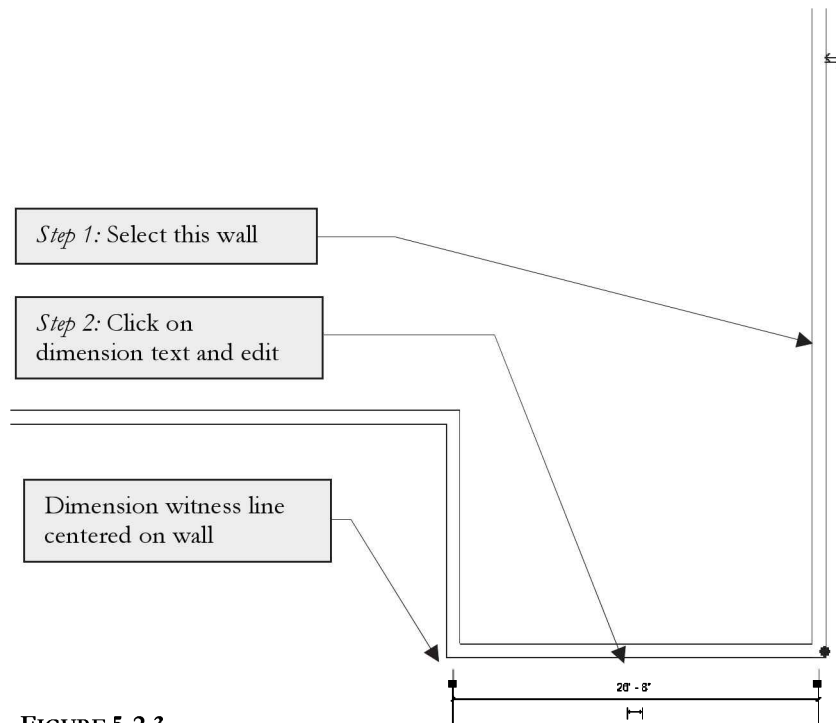 Step 1: Select this wall
Step 2: Click on
dimension text and edit
Dimension witness line
centered on wall
FIGURE 5-2.3